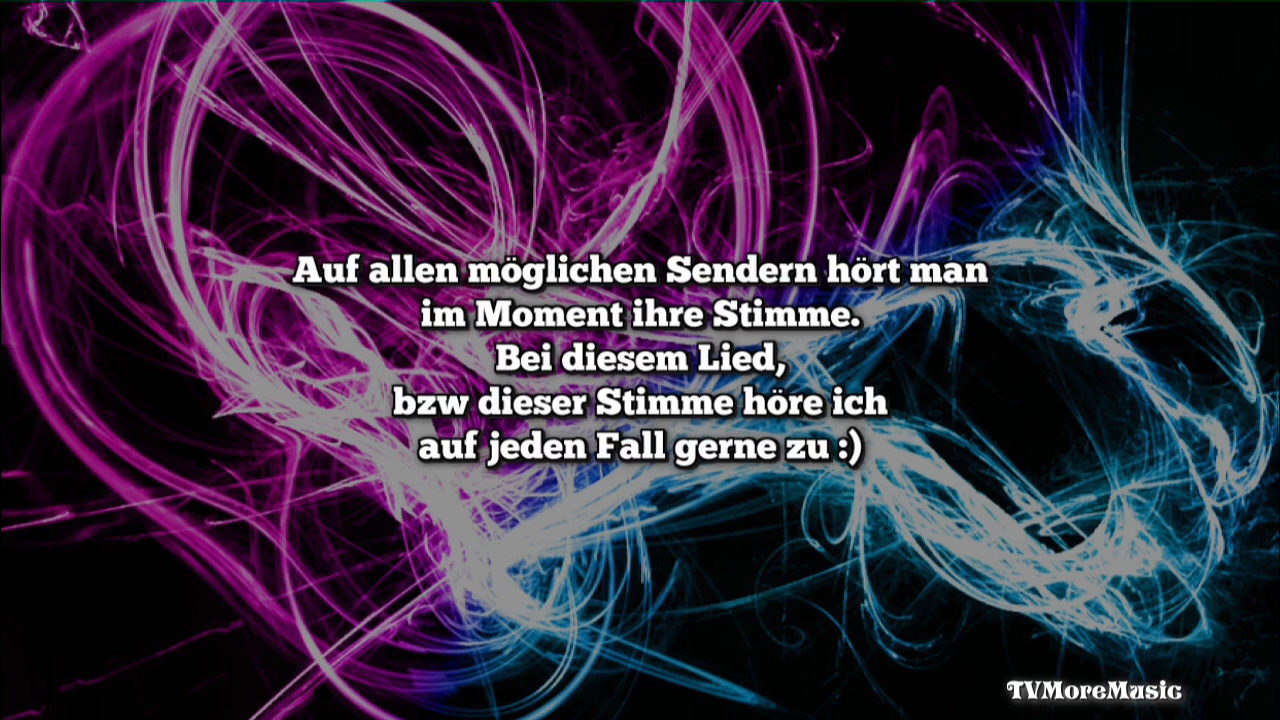 Auf allen möglichen Sendern hört man
im Moment ihre Stimme.
Bei diesem Lied,
bzw dieser Stimme höre ich
auf jeden Fall gerne zu :)
TVMoreMusic